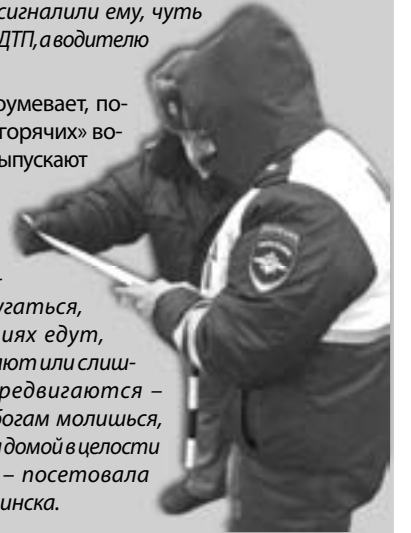 сигналили ему, чуть
ДТП, а водителю
румевает, по-
горячих» во-
ыпускают
угаться,
иях едут,
яют или слиш-
редвигаются –
богам молишься,
я домой в целости
– посетовала
инска.